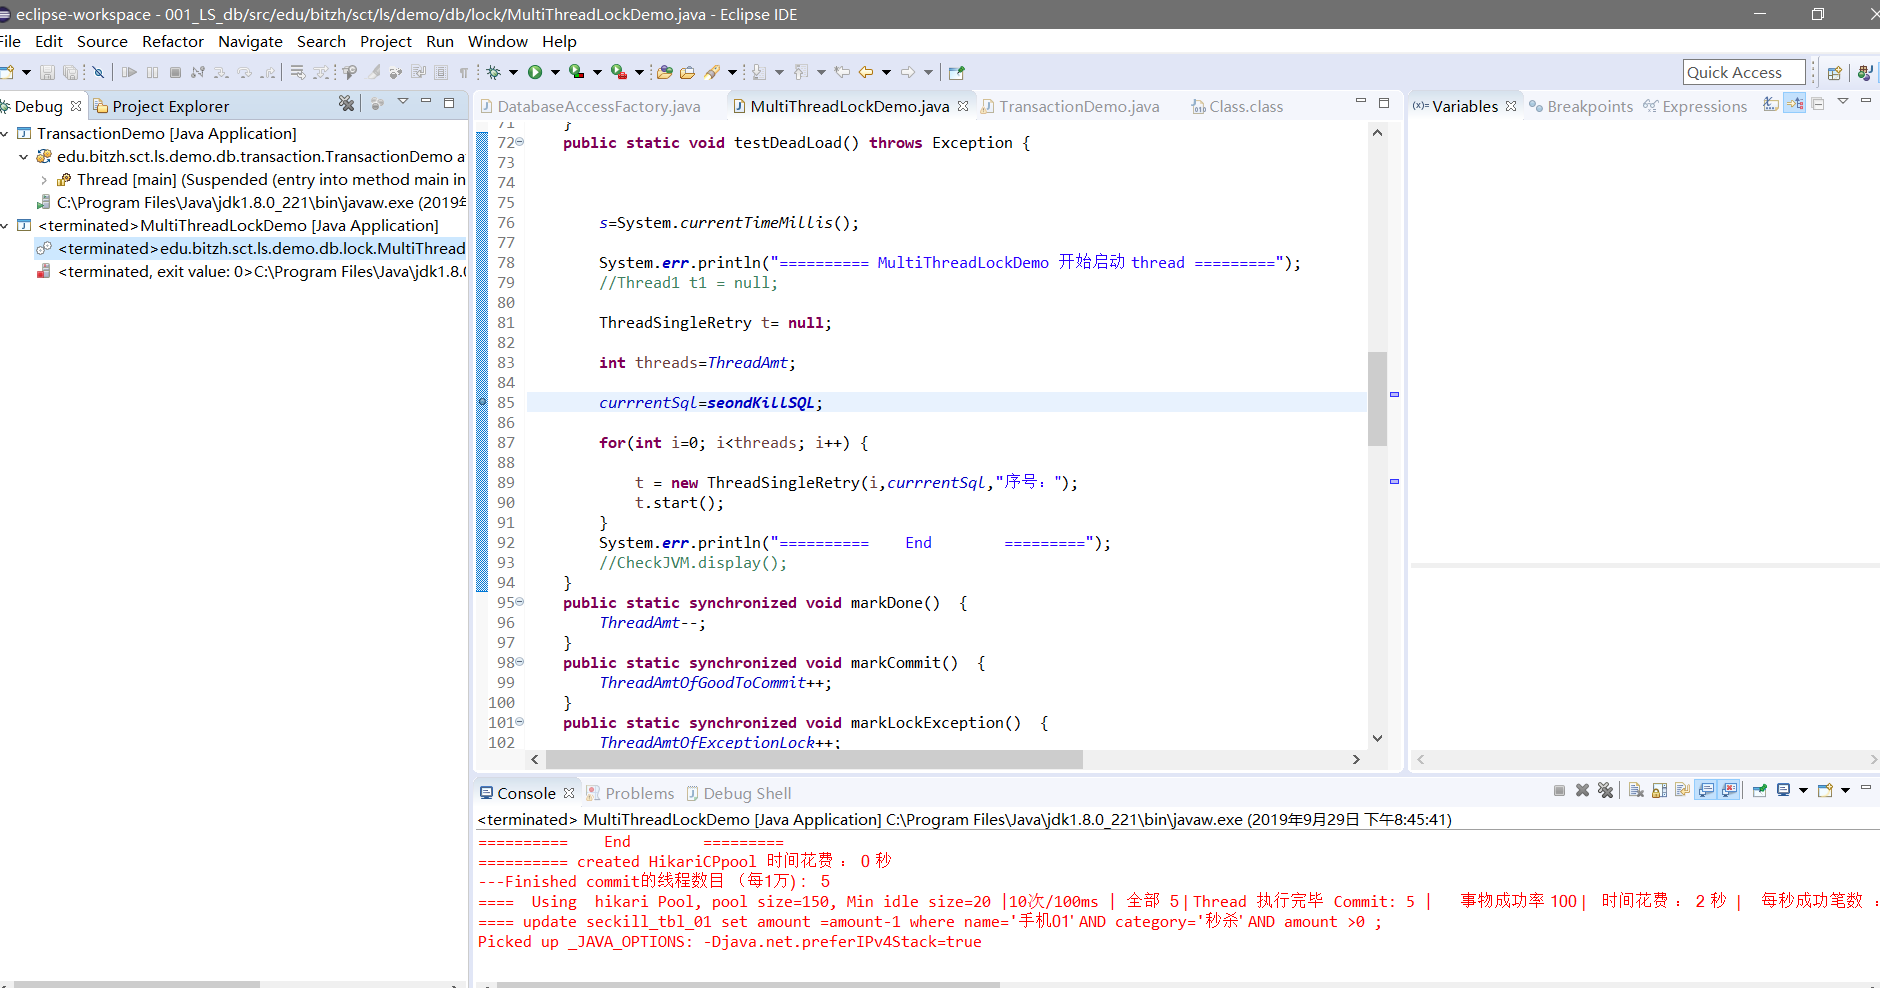 eclipse-workspace - 001_LS_db/src/edu/bitzh/sct/ls/demo/db/lock/MultiThreadLockDemo.java - Eclipse IDE
File Edit Source Refactor Navigate Search Project Run Window Help
Quick Access
Debug Project Explorer
TransactionDemo [Java Application]
edu.bitzh.sct.ls.demo.db.transaction.TransactionDemo a
Thread [main] (Suspended (entry into method main in
C:\Program Files\Java\jdk1.8.0_221\bin\javaw.exe (2019年
<terminated>MultiThreadLockDemo [Java Application]
<terminated>edu.bitzh.sct.ls.demo.db.lock.MultiThread
<terminated, exit value: 0>C:\Program Files\Java\jdk1.8.0
DatabaseAccessFactory.java MultiThreadLockDemo.java TransactionDemo.java Class.class
71 }
72 public static void testDeadLoad() throws Exception {
73
74
75
76 s=System.currentTimeMillis();
77
78 System.err.println("========== MultiThreadLockDemo 开始启动 thread =========");
79 //Thread1 t1 = null;
80
81 ThreadSingleRetry t= null;
82
83 int threads=ThreadAmt;
84
85 currrentSql=seondKillSQL;
86
87 for(int i=0; i<threads; i++) {
88
89 t = new ThreadSingleRetry(i,currrentSql,"序号：");
90 t.start();
91 }
92 System.err.println("==========    End        =========");
93 //CheckJVM.display();
94 }
95 public static synchronized void markDone()  {
96 ThreadAmt--;
97 }
98 public static synchronized void markCommit()  {
99 ThreadAmtOfGoodToCommit++;
100 }
101 public static synchronized void markLockException()  {
102 ThreadAmtOfExceptionLock++;
(x)= Variables Breakpoints Expressions
Console Problems Debug Shell
<terminated> MultiThreadLockDemo [Java Application] C:\Program Files\Java\jdk1.8.0_221\bin\javaw.exe (2019年9月29日 下午8:45:41)
==========    End        =========
========== created HikariCPpool 时间花费 ： 0 秒
---Finished commit的线程数目 （每1万）： 5
====  Using  hikari Pool, pool size=150, Min idle size=20 |10次/100ms | 全部 5|Thread 执行完毕 Commit: 5 |   事物成功率 100|  时间花费 ： 2 秒 |  每秒成功笔数 ：
==== update seckill_tbl_01 set amount =amount-1 where name='手机01' AND category='秒杀' AND amount >0 ;
Picked up _JAVA_OPTIONS: -Djava.net.preferIPv4Stack=true